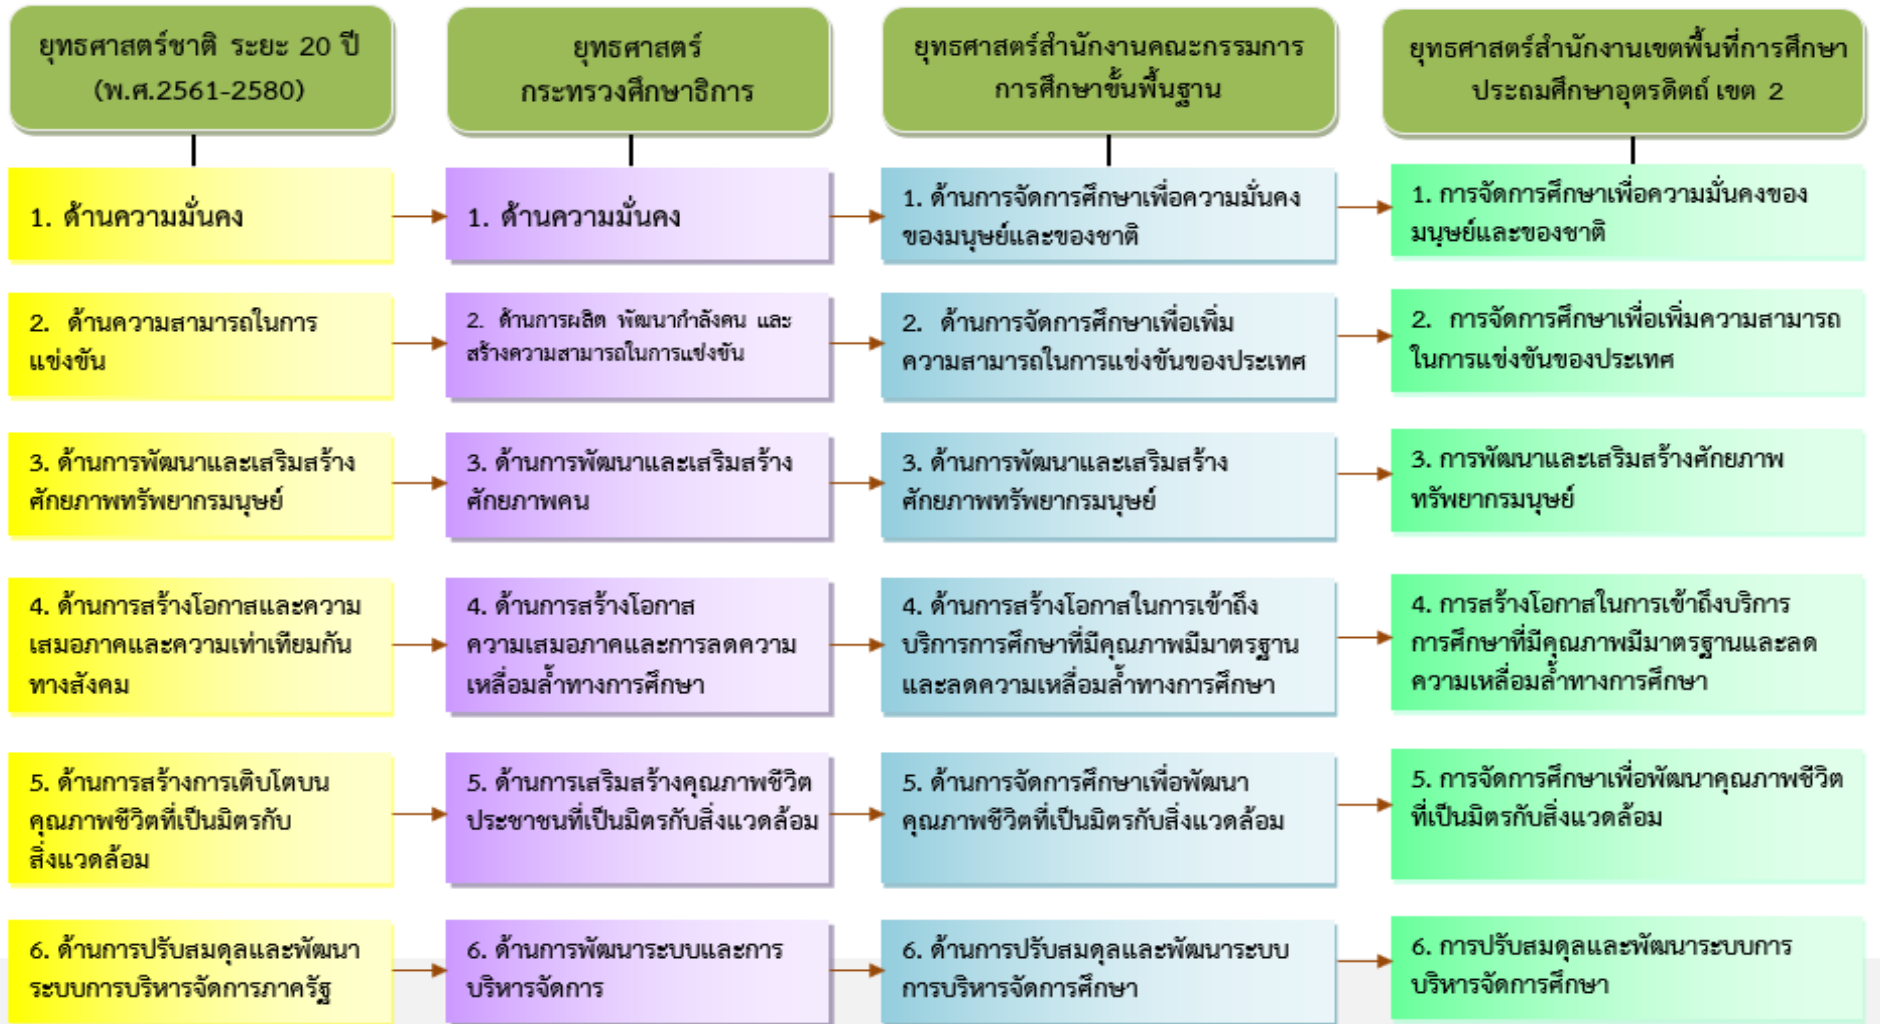 ยุทธศาสตร์ชาติ ระยะ 20 ปี
(พ.ศ.2561-2580)
ยุทธศาสตร์
กระทรวงศึกษาธิการ
ยุทธศาสตร์สำนักงานคณะกรรมการ
การศึกษาขั้นพื้นฐาน
ยุทธศาสตร์สำนักงานเขตพื้นที่การศึกษา
ประถมศึกษาอุตรดิตถ์ เขต 2
1. ด้านความมั่นคง
1. ด้านความมั่นคง
1. ด้านการจัดการศึกษาเพื่อความมั่นคง
ของมนุษย์และของชาติ
1. การจัดการศึกษาเพื่อความมั่นคงของ
มนุษย์และของชาติ
2. ด้านความสามารถในการ
แข่งขัน
2. ด้านการผลิต พัฒนากำลังคน และ
สร้างความสามารถในการแข่งขัน
2. ด้านการจัดการศึกษาเพื่อเพิ่ม
ความสามารถในการแข่งขันของประเทศ
2. การจัดการศึกษาเพื่อเพิ่มความสามารถ
ในการแข่งขันของประเทศ
3. ด้านการพัฒนาและเสริมสร้าง
ศักยภาพทรัพยากรมนุษย์
3. ด้านการพัฒนาและเสริมสร้าง
ศักยภาพคน
3. ด้านการพัฒนาและเสริมสร้าง
ศักยภาพทรัพยากรมนุษย์
3. การพัฒนาและเสริมสร้างศักยภาพ
ทรัพยากรมนุษย์
4. ด้านการสร้างโอกาสและความ
เสมอภาคและความเท่าเทียมกัน
ทางสังคม
4. ด้านการสร้างโอกาส
ความเสมอภาคและการลดความ
เหลื่อมล้ำทางการศึกษา
4. ด้านการสร้างโอกาสในการเข้าถึง
บริการการศึกษาที่มีคุณภาพมีมาตรฐาน
และลดความเหลื่อมล้ำทางการศึกษา
4. การสร้างโอกาสในการเข้าถึงบริการ
การศึกษาที่มีคุณภาพมีมาตรฐานและลด
ความเหลื่อมล้ำทางการศึกษา
5. ด้านการสร้างการเติบโตบน
คุณภาพชีวิตที่เป็นมิตรกับ
สิ่งแวดล้อม
5. ด้านการเสริมสร้างคุณภาพชีวิต
ประชาชนที่เป็นมิตรกับสิ่งแวดล้อม
5. ด้านการจัดการศึกษาเพื่อพัฒนา
คุณภาพชีวิตที่เป็นมิตรกับสิ่งแวดล้อม
5. การจัดการศึกษาเพื่อพัฒนาคุณภาพชีวิต
ที่เป็นมิตรกับสิ่งแวดล้อม
6. ด้านการปรับสมดุลและพัฒนา
ระบบการบริหารจัดการภาครัฐ
6. ด้านการพัฒนาระบบและการ
บริหารจัดการ
6. ด้านการปรับสมดุลและพัฒนาระบบ
การบริหารจัดการศึกษา
6. การปรับสมดุลและพัฒนาระบบการ
บริหารจัดการศึกษา